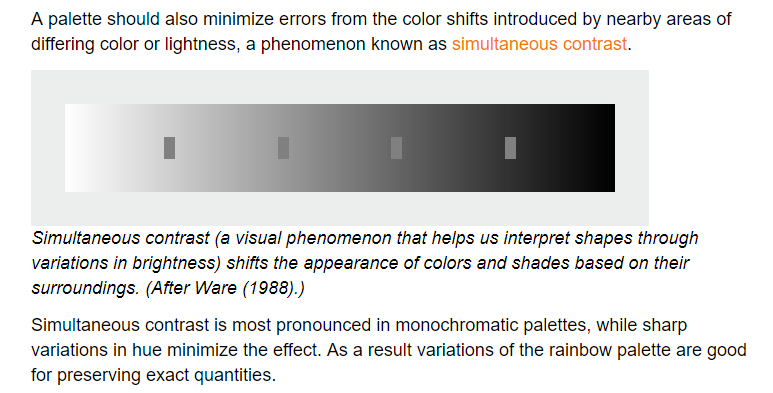 A palette should also minimize errors from the color shifts introduced by nearby areas of
differing color or lightness, a phenomenon known as simultaneous contrast.
Simultaneous contrast (a visual phenomenon that helps us interpret shapes through
variations in brightness) shifts the appearance of colors and shades based on their
surroundings. (After Ware (1988).)
Simultaneous contrast is most pronounced in monochromatic palettes, while sharp
variations in hue minimize the effect. As a result variations of the rainbow palette are good
for preserving exact quantities.